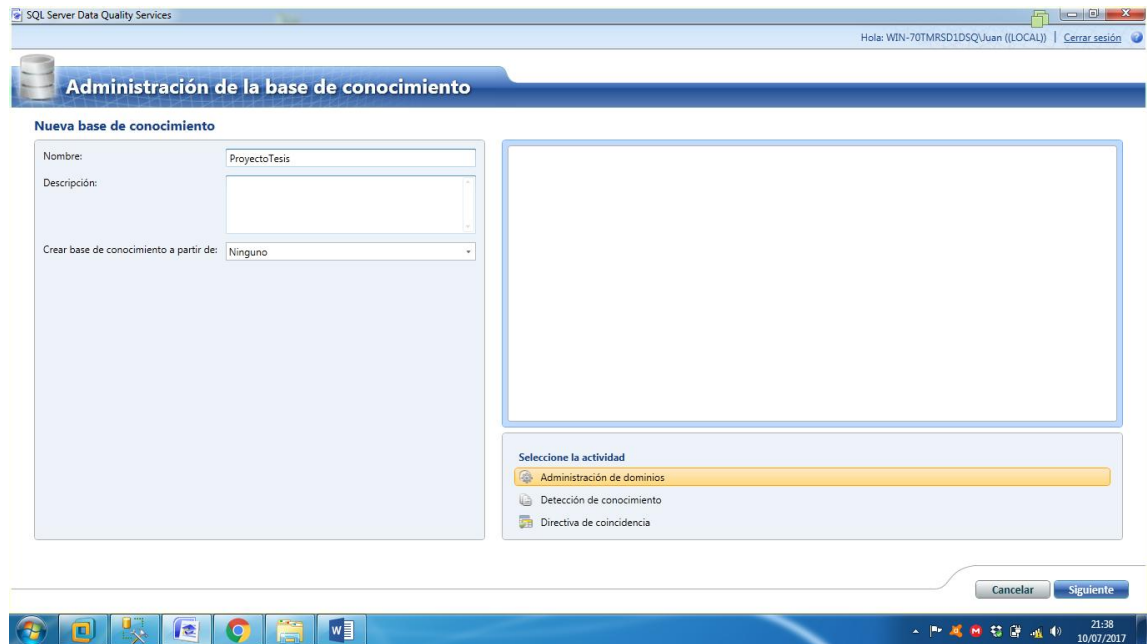 SQL Server Data Quality Services
Hola: WIN-70TMRSD1DSQ\Juan ((LOCAL)) | Cerrar sesión
Administración de la base de conocimiento
Nueva base de conocimiento
Nombre: ProyectoTesis
Descripción:
Crear base de conocimiento a partir de: Ninguno
Seleccione la actividad
Administración de dominios
Detección de conocimiento
Directiva de coincidencia
Cancelar Siguiente
21:38
10/07/2017